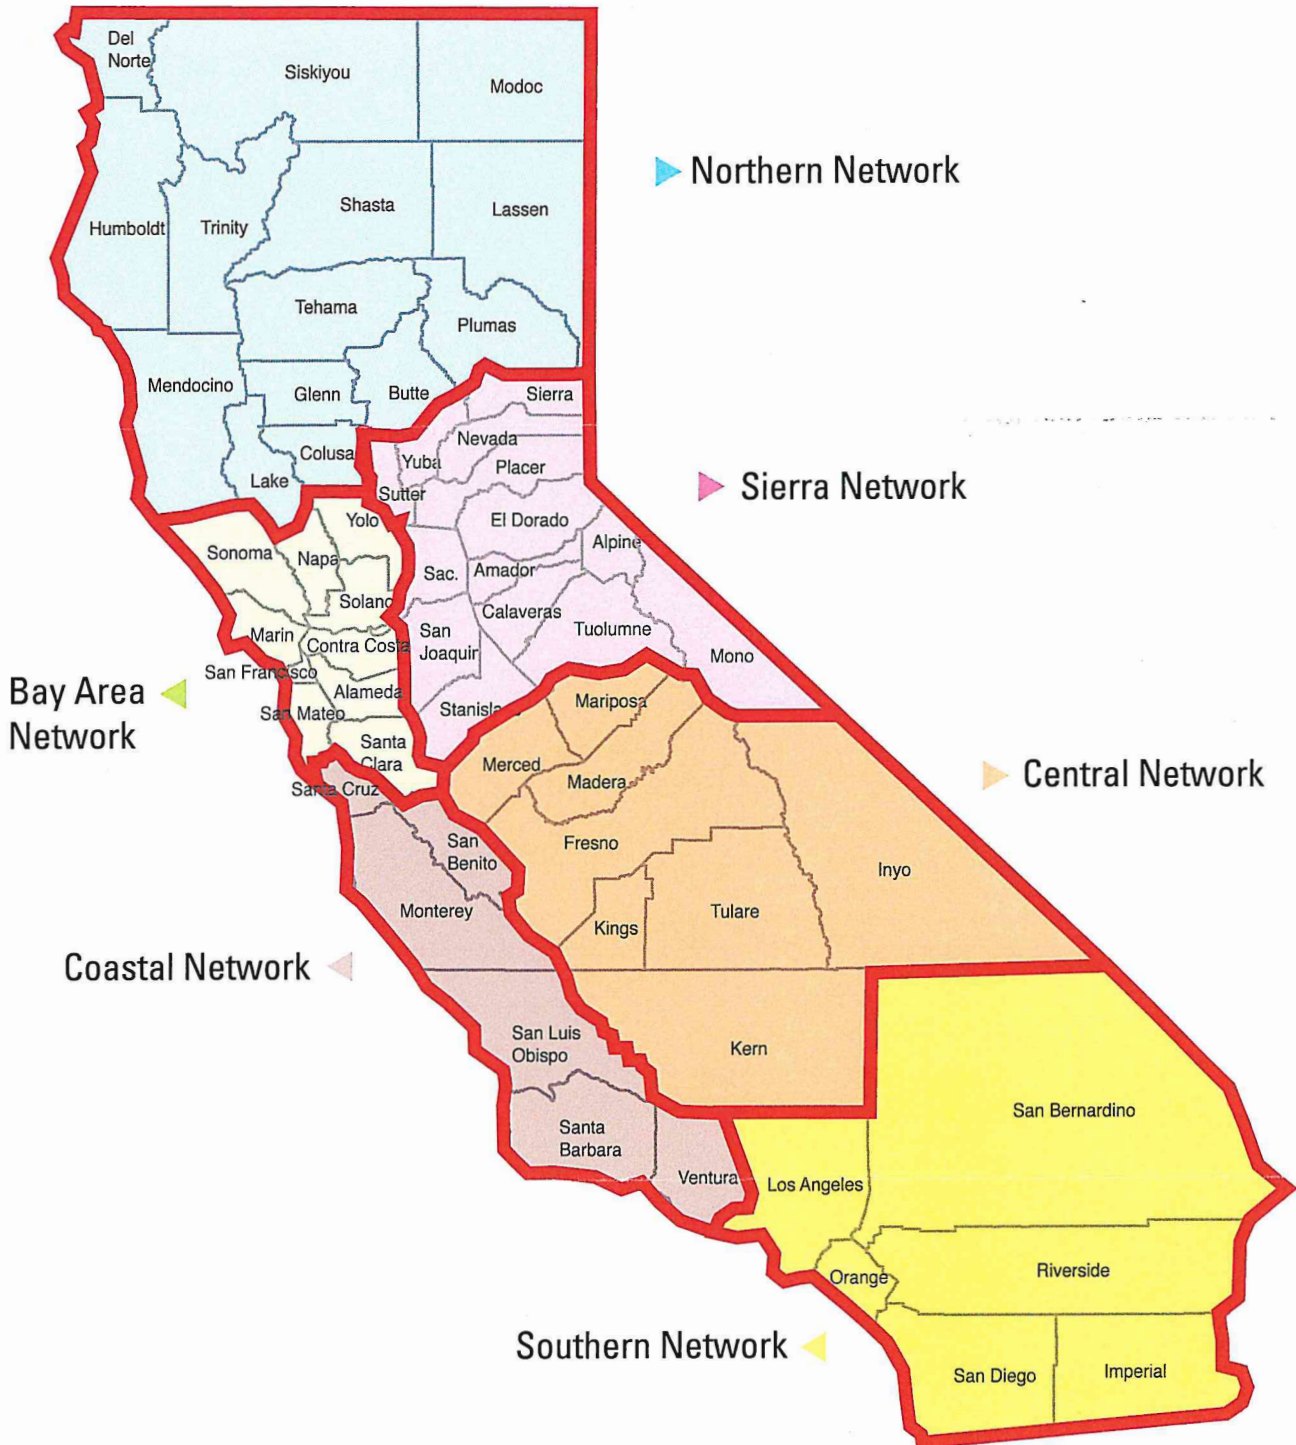 Del
Norte
Siskiyou
Modoc
Northern Network
Humboldt
Trinity
Shasta
Lassen
Tehama
Plumas
Mendocino
Glenn
Butte
Sierra
Nevada
Colusa
Yuba
Placer
Lake
Sutter
Sierra Network
Yolo
El Dorado
Sonoma
Napa
Alpine
Sac.
Amador
Solano
Calaveras
Marin
Contra Costa
San
Joaquin
Tuolumne
Mono
San Francisco
Bay Area
Network
Alameda
San Mateo
Stanisla
Mariposa
Santa
Clara
Merced
Madera
Central Network
Santa Cruz
San
Benito
Fresno
Inyo
Monterey
Kings
Tulare
Coastal Network
San Luis
Obispo
Kern
San Bernardino
Santa
Barbara
Ventura
Los Angeles
Orange
Riverside
Southern Network
San Diego
Imperial